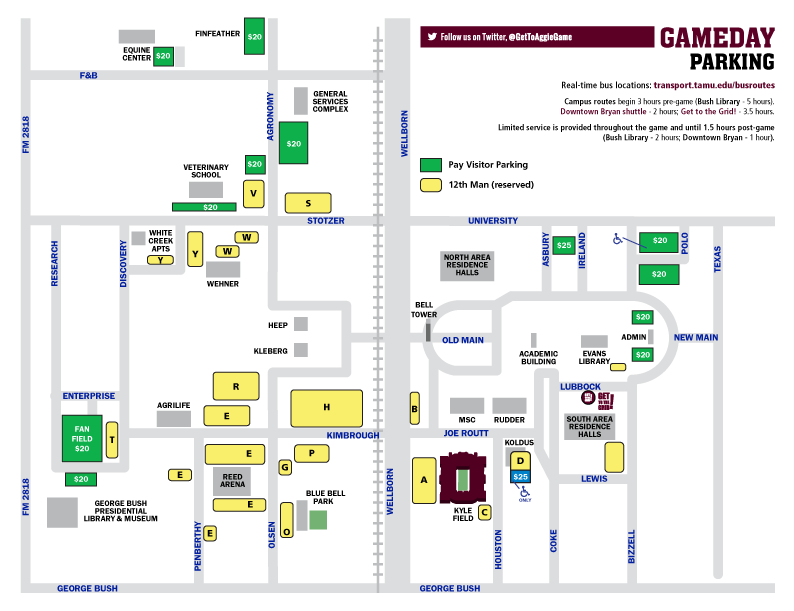 Follow us on Twitter, @GetToAggieGame
GAMEDAY
PARKING
Real-time bus locations: transport.tamu.edu/busroutes
Campus routes begin 3 hours pre-game (Bush Library - 5 hours).
Downtown Bryan shuttle - 2 hours; Get to the Grid! - 3.5 hours.
Limited service is provided throughout the game and until 1.5 hours post-game
(Bush Library - 2 hours; Downtown Bryan - 1 hour).
Pay Visitor Parking
12th Man (reserved)
FINFEATHER
$20
EQUINE
CENTER
$20
F&B
FM 2818
AGRONOMY
WELLBORN
GENERAL
SERVICES
COMPLEX
$20
$20
VETERINARY
SCHOOL
V
S
$20
STOTZER
UNIVERSITY
RESEARCH
DISCOVERY
WHITE
CREEK
APTS
Y
Y
W
W
WEHNER
NORTH AREA
RESIDENCE
HALLS
ASBURY
$25
IRELAND
$20
POLO
$20
TEXAS
HEEP
KLEBERG
BELL
TOWER
OLD MAIN
ACADEMIC
BUILDING
EVANS
LIBRARY
$20
ADMIN
$20
NEW MAIN
ENTERPRISE
R
E
AGRILIFE
H
KIMBROUGH
B
MSC
RUDDER
JOE ROUTT
LUBBOCK
GET
TO THE
GRID!
SOUTH AREA
RESIDENCE
HALLS
FAN
FIELD
$20
T
$20
E
E
REED
ARENA
E
E
P
G
O
BLUE BELL
PARK
KOLDUS
D
$25
ONLY
A
KYLE
FIELD
C
LEWIS
FM 2818
GEORGE BUSH
PRESIDENTIAL
LIBRARY & MUSEUM
PENBERTHY
OLSEN
WELLBORN
HOUSTON
COKE
BIZZELL
GEORGE BUSH
GEORGE BUSH